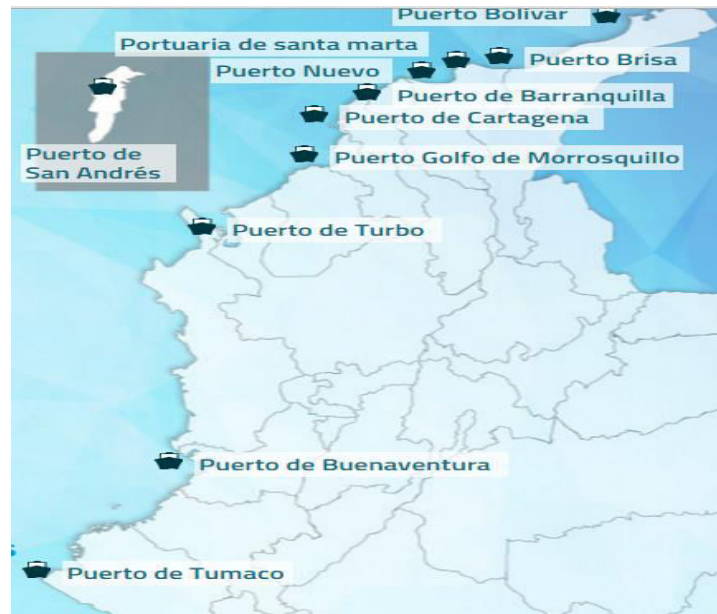 Puerto Bolívar
Portuaria de santa marta
Puerto Brisa
Puerto Nuevo
Puerto de Barranquilla
Puerto de Cartagena
Puerto de
San Andrés
Puerto Golfo de Morrosquillo
Puerto de Turbo
Puerto de Buenaventura
Puerto de Tumaco